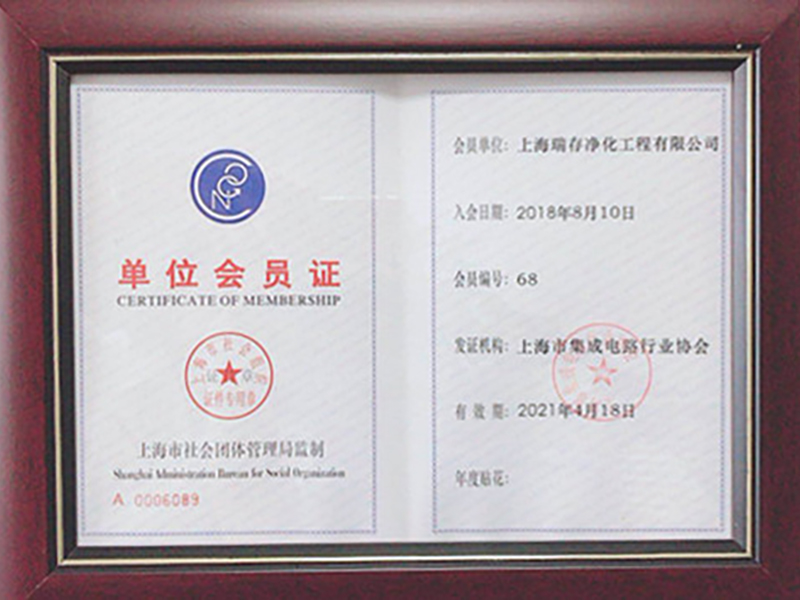 单位会员证
CERTIFICATE OF MEMBERSHIP
上海市社会团体管理局监制
Shanghai Administration Bureau for Social Organization
A 0006089
会员单位：上海瑞存净化工程有限公司
入会日期：2018年8月10日
会员编号：68
发证机构：上海市集成电路行业协会
有 效 期：2021年4月18日
年度贴花：